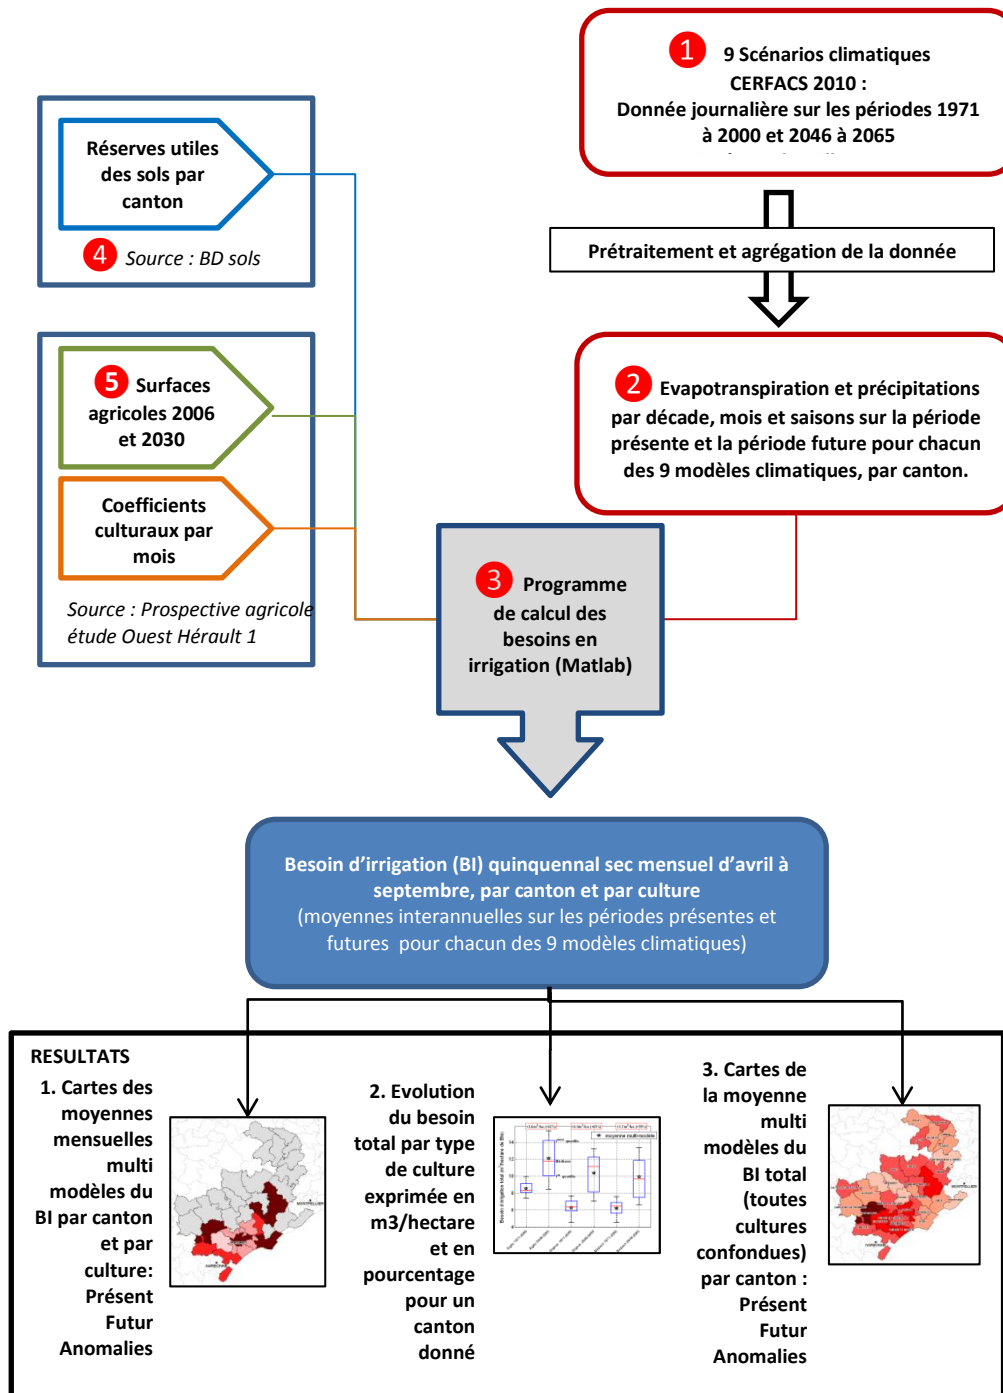 1 9 Scénarios climatiques
CERFACS 2010 :
Donnée journalière sur les périodes 1971
à 2000 et 2046 à 2065
Prétraitement et agrégation de la donnée
2 Evapotranspiration et précipitations
par décade, mois et saisons sur la période
présente et la période future pour chacun
des 9 modèles climatiques, par canton.
Réserves utiles
des sols par
canton
4 Source : BD sols
5 Surfaces
agricoles 2006
et 2030
Coefficients
culturaux par
mois
Source : Prospective agricole
étude Ouest Hérault 1
3 Programme
de calcul des
besoins en
irrigation (Matlab)
Besoin d’irrigation (BI) quinquennal sec mensuel d’avril à
septembre, par canton et par culture
(moyennes interannuelles sur les périodes présentes et
futures pour chacun des 9 modèles climatiques)
RESULTATS
1. Cartes des
moyennes
mensuelles
multi
modèles du
BI par canton
et par
culture:
Présent
Futur
Anomalies
2. Evolution
du besoin
total par type
de culture
exprimée en
m3/hectare
et en
pourcentage
pour un
canton
donné
moyenne multi-modèle
3. Cartes de
la moyenne
multi
modèles du
BI total
(toutes
cultures
confondues)
par canton :
Présent
Futur
Anomalies